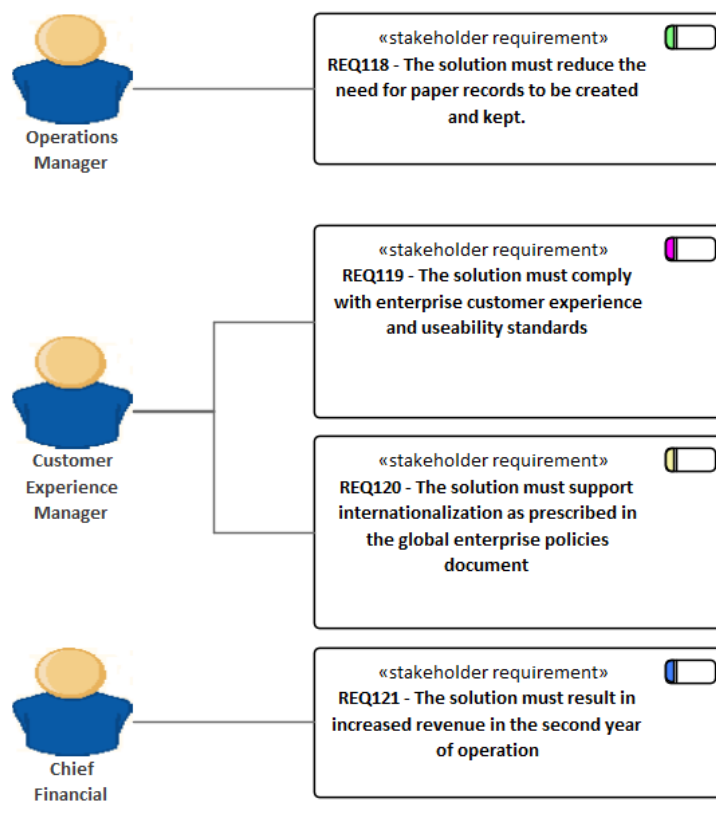 «stakeholder requirement»
REQ118 - The solution must reduce the
need for paper records to be created
and kept.
Operations
Manager
«stakeholder requirement»
REQ119 - The solution must comply
with enterprise customer experience
and useability standards
Customer
Experience
Manager
«stakeholder requirement»
REQ120 - The solution must support
internationalization as prescribed in
the global enterprise policies
document
«stakeholder requirement»
REQ121 - The solution must result in
increased revenue in the second year
of operation
Chief
Financial